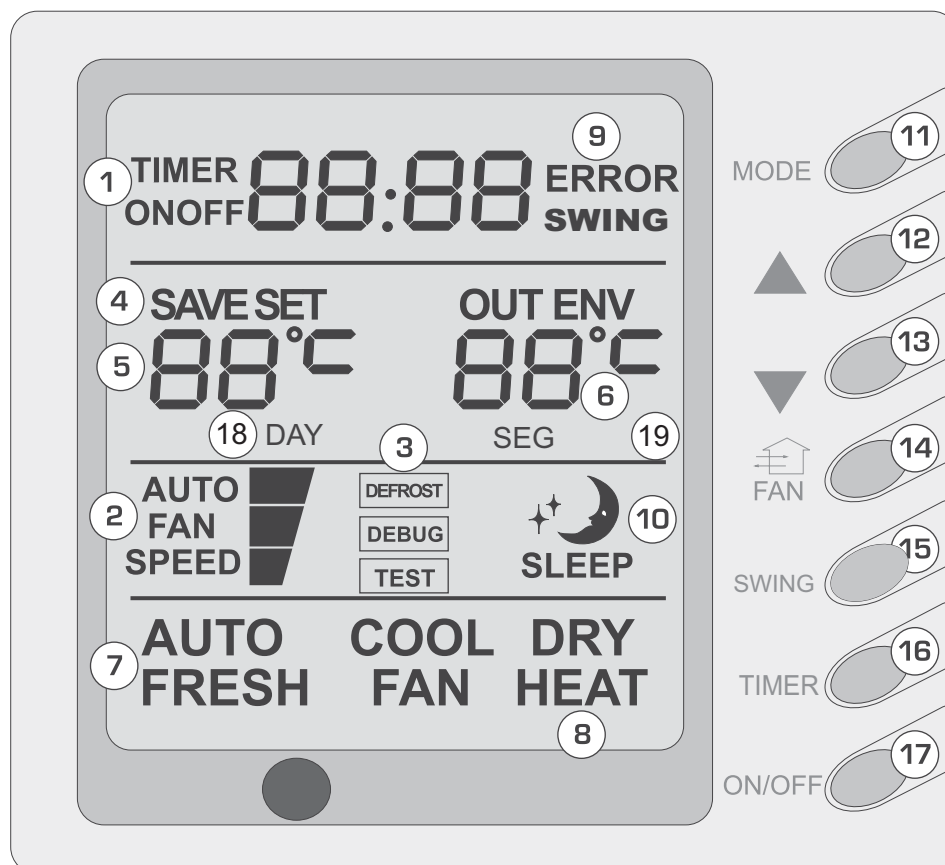 9
1 TIMER 88:88 ERROR
ONOFF SWING
4 SAVE SET OUT ENV
5 88°C 88°C
6
18 DAY SEG 19
3
2 AUTO DEFROST
FAN DEBUG 10
SPEED TEST SLEEP
AUTO COOL DRY
7 FRESH FAN HEAT
8
MODE 11
12
13
14
FAN
SWING 15
TIMER 16
ON/OFF 17